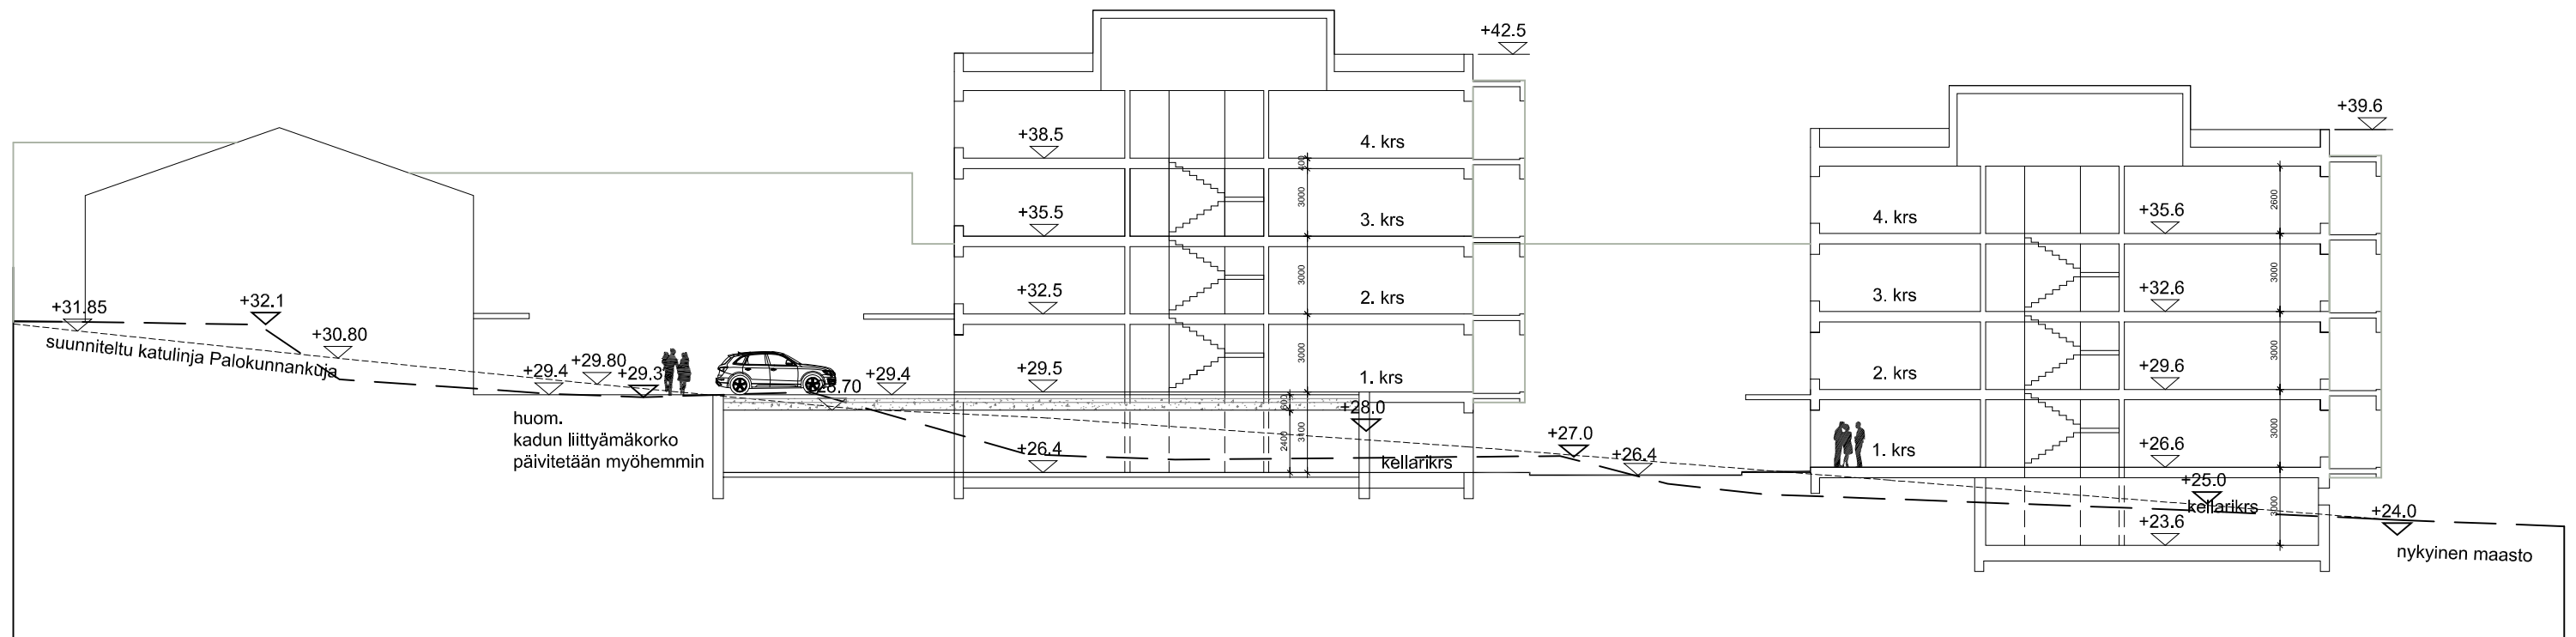 +42.5
+39.6
+38.5
4. krs
400
3000
+35.5
3. krs
3000
+32.5
2. krs
3000
+29.5
1. krs
600
+28.0
2400
3100
+26.4
kellarikrs
+31.85
+32.1
+30.80
suunniteltu katulinja Palokunnankuja
+29.4
+29.80
+29.3
28.70
+29.4
huom.
kadun liittyämäkorko
päivitetään myöhemmin
+27.0
+26.4
4. krs
+35.6
2600
3. krs
+32.6
3000
2. krs
+29.6
3000
1. krs
+26.6
3000
+25.0
kellarikrs
3000
+23.6
+24.0
nykyinen maasto